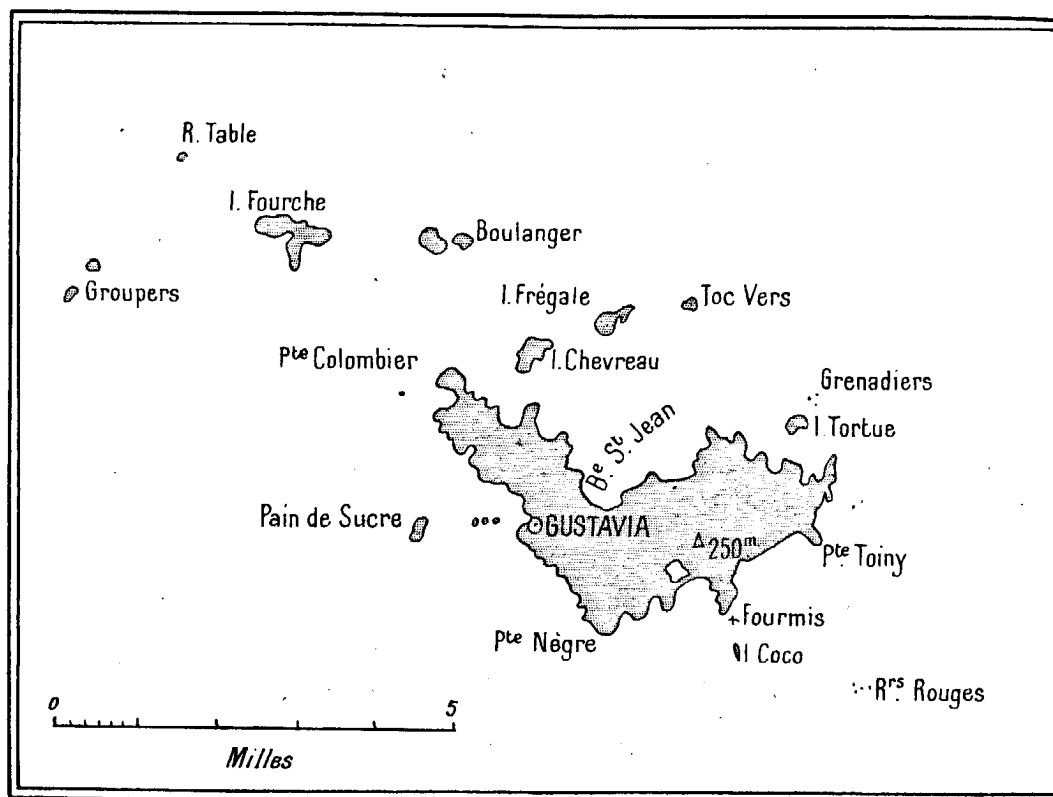 R. Table
I. Fourche
Boulanger
Groupers
I. Frégale
Toc Vers
Pte Colombier
I. Chevreau
Grenadiers
Be St. Jean
I. Tortue
Pain de Sucre
GUSTAVIA
250m.
Pte Toiny
Fourmis
Pte Nègre
I Coco
Rrs Rouges
0 5
Milles